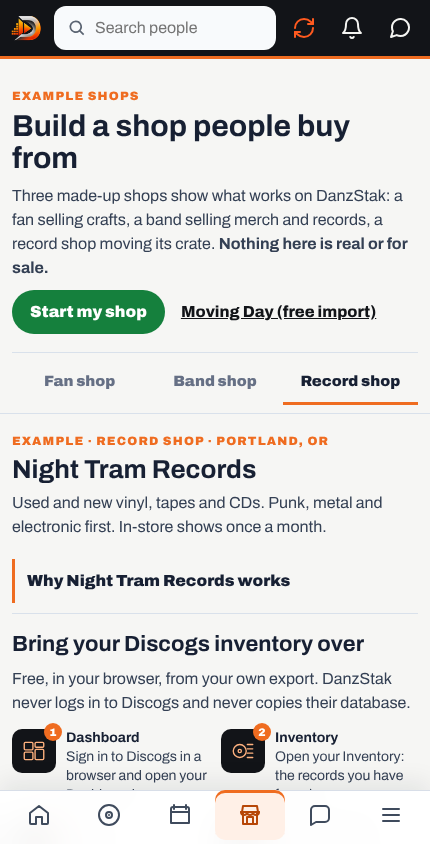 Search people
EXAMPLE SHOPS
Build a shop people buy
from
Three made-up shops show what works on DanzStak: a
fan selling crafts, a band selling merch and records, a
record shop moving its crate. Nothing here is real or for
sale.
Start my shop
Moving Day (free import)
Fan shop
Band shop
Record shop
EXAMPLE · RECORD SHOP · PORTLAND, OR
Night Tram Records
Used and new vinyl, tapes and CDs. Punk, metal and
electronic first. In-store shows once a month.
Why Night Tram Records works
Bring your Discogs inventory over
Free, in your browser, from your own export. DanzStak
never logs in to Discogs and never copies their database.
1
Dashboard
Sign in to Discogs in a
browser and open your
2
Inventory
Open your Inventory:
the records you have